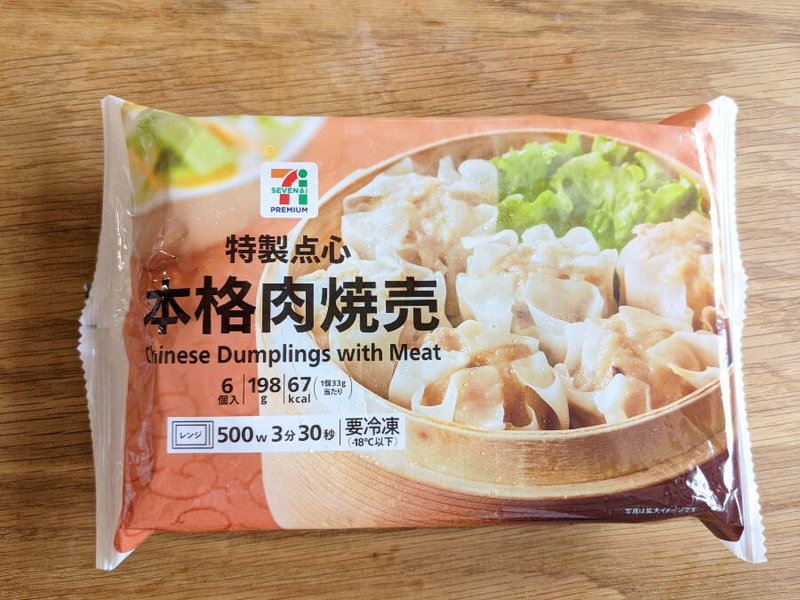 SEVEN&i
PREMIUM
特製点心
本格肉焼売
Chinese Dumplings with Meat
6個入 198g 67kcal (1個33g当たり)
レンジ 500W 3分30秒 要冷凍(-18℃以下)
写真は拡大イメージです